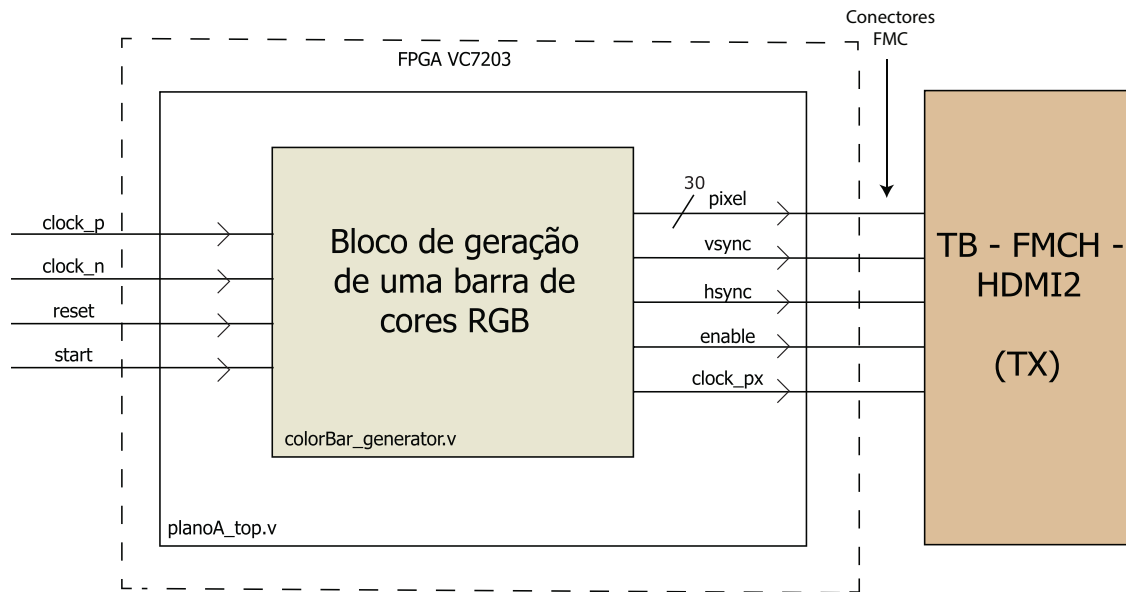 Conectores
FMC
FPGA VC7203
clock_p
clock_n
reset
start
Bloco de geração
de uma barra de
cores RGB
colorBar_generator.v
planoA_top.v
30
pixel
vsync
hsync
enable
clock_px
TB - FMCH -
HDMI2
(TX)